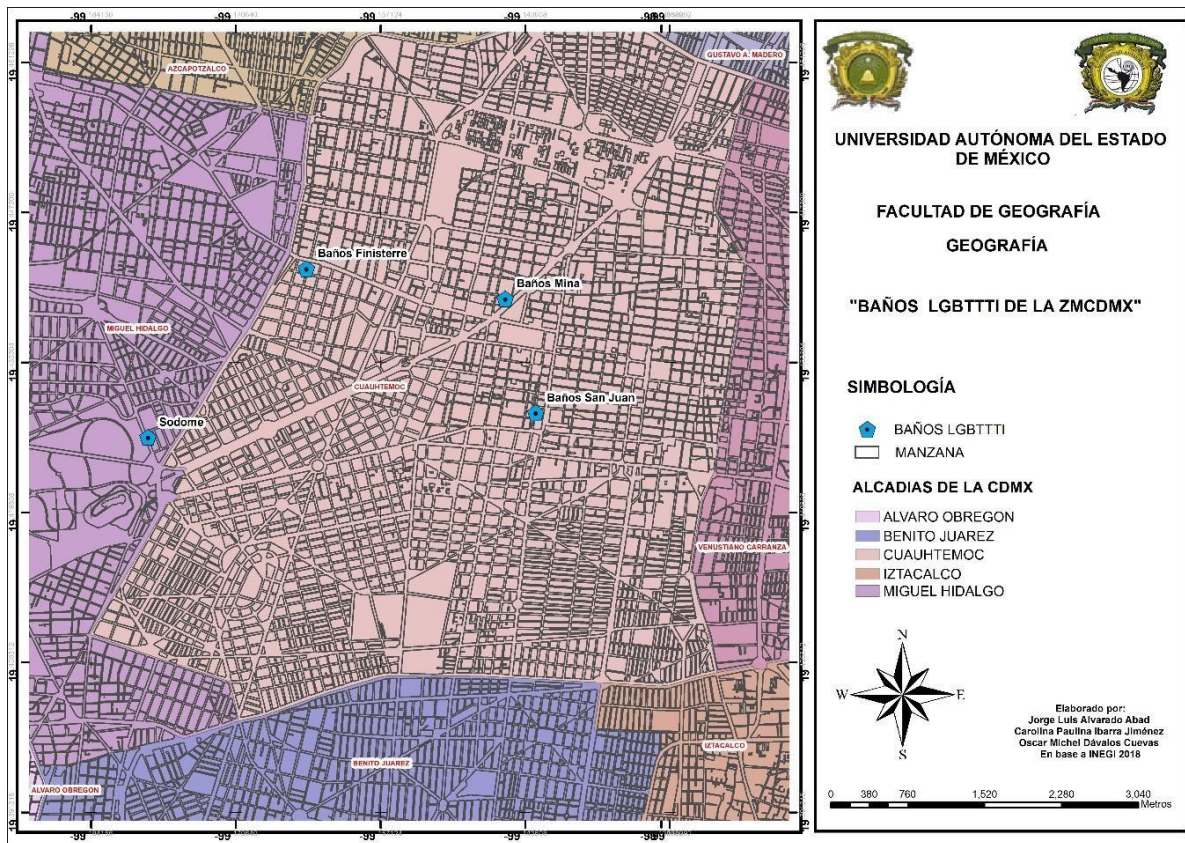 AZCAPOTZALCO
GUSTAVO A. MADERO
Baños Finisterre
Baños Mina
MIGUEL HIDALGO
CUAUHTEMOC
Baños San Juan
Sodome
VENUSTIANO CARRANZA
IZTACALCO
BENITO JUAREZ
ALVARO OBREGON
UNIVERSIDAD AUTÓNOMA DEL ESTADO
DE MÉXICO
FACULTAD DE GEOGRAFÍA
GEOGRAFÍA
"BAÑOS LGBTTTI DE LA ZMCDMX"
SIMBOLOGÍA
BAÑOS LGBTTTI
MANZANA
ALCADIAS DE LA CDMX
ALVARO OBREGON
BENITO JUAREZ
CUAUHTEMOC
IZTACALCO
MIGUEL HIDALGO
N
W E
S
Elaborado por:
Jorge Luis Alvarado Abad
Carolina Paulina Ibarra Jiménez
Oscar Michel Dávalos Cuevas
En base a INEGI 2018
0 380 760 1,520 2,280 3,040
Metros